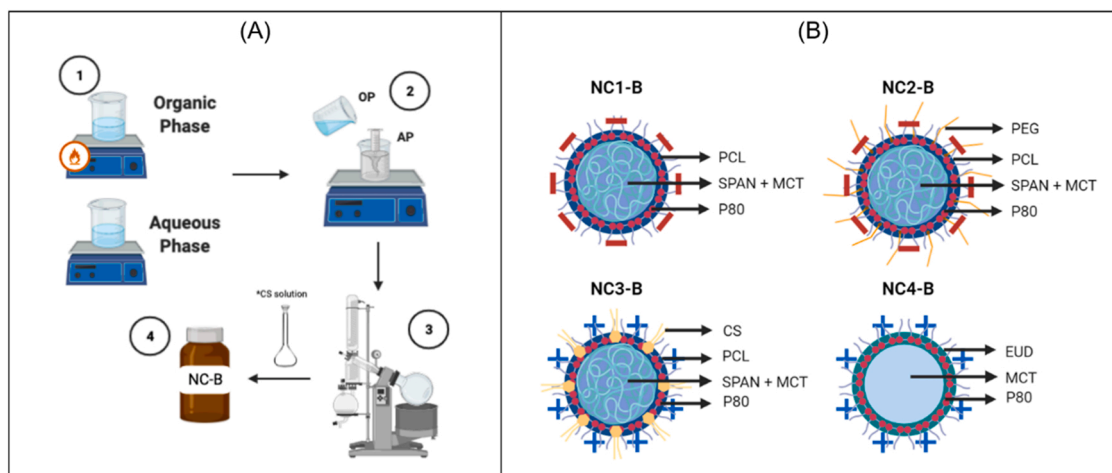 (A)
1
Organic
Phase
Aqueous
Phase
OP
2
AP
3
*CS solution
4
NC-B
(B)
NC1-B
PCL
SPAN + MCT
P80
NC2-B
PEG
PCL
SPAN + MCT
P80
NC3-B
CS
PCL
SPAN + MCT
P80
NC4-B
EUD
MCT
P80